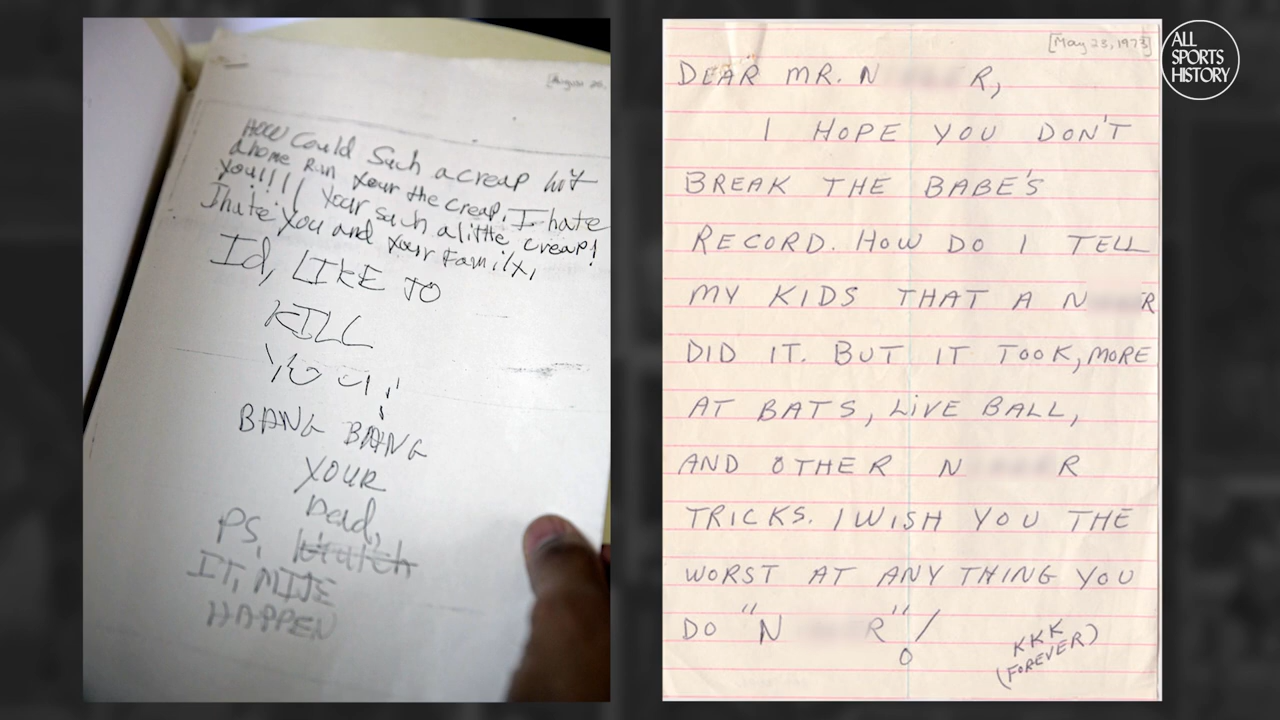 [August 20,
HOW Could Such a creap hit
a home Run your the creap. I hate
you!!!! Your such a little creap!
I hate you and your Family,
Id, LIKE TO
KILL
YOU!
BANG BANG
YOUR
Dead,
PS,
IT, MITE
HAPPEN
[May 23, 1973]
DEAR MR. N R,
I HOPE YOU DON'T
BREAK THE BABE'S
RECORD. HOW DO I TELL
MY KIDS THAT A N R
DID IT. BUT IT TOOK, MORE
AT BATS, LIVE BALL,
AND OTHER N R
TRICKS. I WISH YOU THE
WORST AT ANY THING YOU
DO "N R"!
KKK
(FOREVER)
ALL
SPORTS
HISTORY